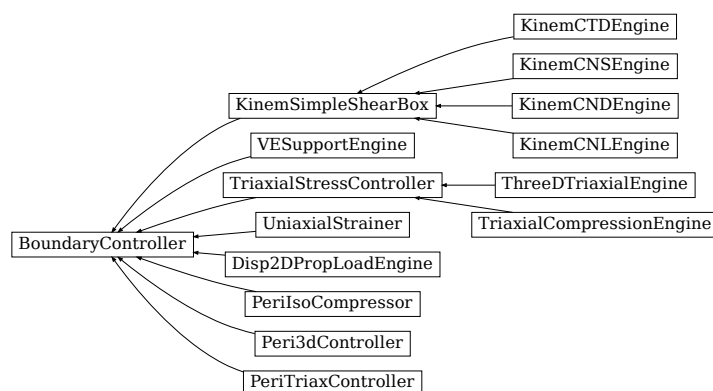 KinemCTDEngine
KinemCNSEngine
KinemSimpleShearBox
KinemCNDEngine
KinemCNLEngine
VESupportEngine
TriaxialStressController
ThreeDTriaxialEngine
UniaxialStrainer
TriaxialCompressionEngine
BoundaryController
Disp2DPropLoadEngine
PeriIsoCompressor
Peri3dController
PeriTriaxController